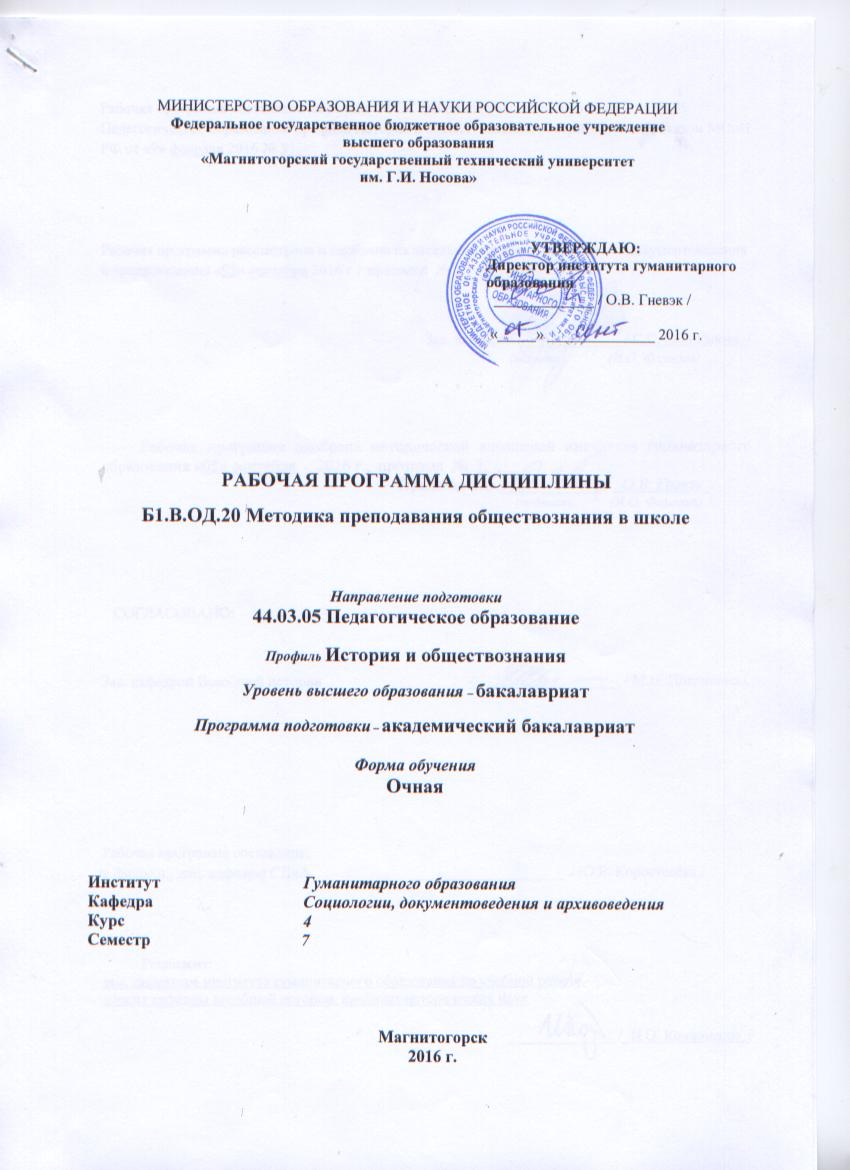 МИНИСТЕРСТВО ОБРАЗОВАНИЯ И НАУКИ РОССИЙСКОЙ ФЕДЕРАЦИИ
Федеральное государственное бюджетное образовательное учреждение
высшего образования
«Магнитогорский государственный технический университет
им. Г.И. Носова»
УТВЕРЖДАЮ:
Директор института гуманитарного
образования
/ О.В. Гневэк /
« » сент 2016 г.
РАБОЧАЯ ПРОГРАММА ДИСЦИПЛИНЫ
Б1.В.ОД.20 Методика преподавания обществознания в школе
Направление подготовки
44.03.05 Педагогическое образование
Профиль История и обществознания
Уровень высшего образования – бакалавриат
Программа подготовки – академический бакалавриат
Форма обучения
Очная
Институт Гуманитарного образования
Кафедра Социологии, документоведения и архивоведения
Курс 4
Семестр 7
Магнитогорск
2016 г.